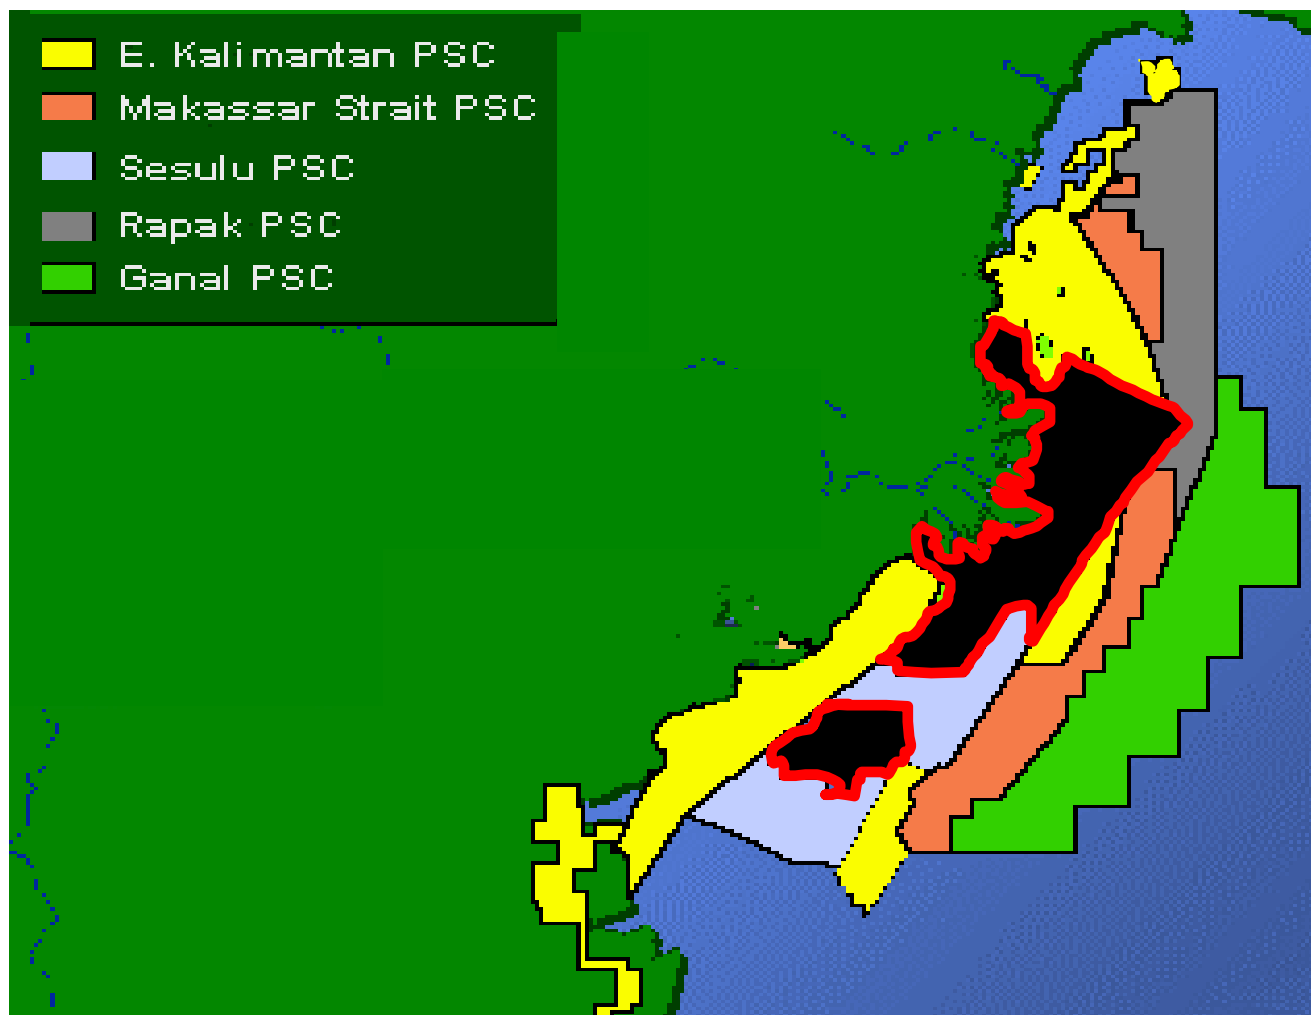 E. Kalimantan PSC
Makassar Strait PSC
Sesulu PSC
Rapak PSC
Ganal PSC